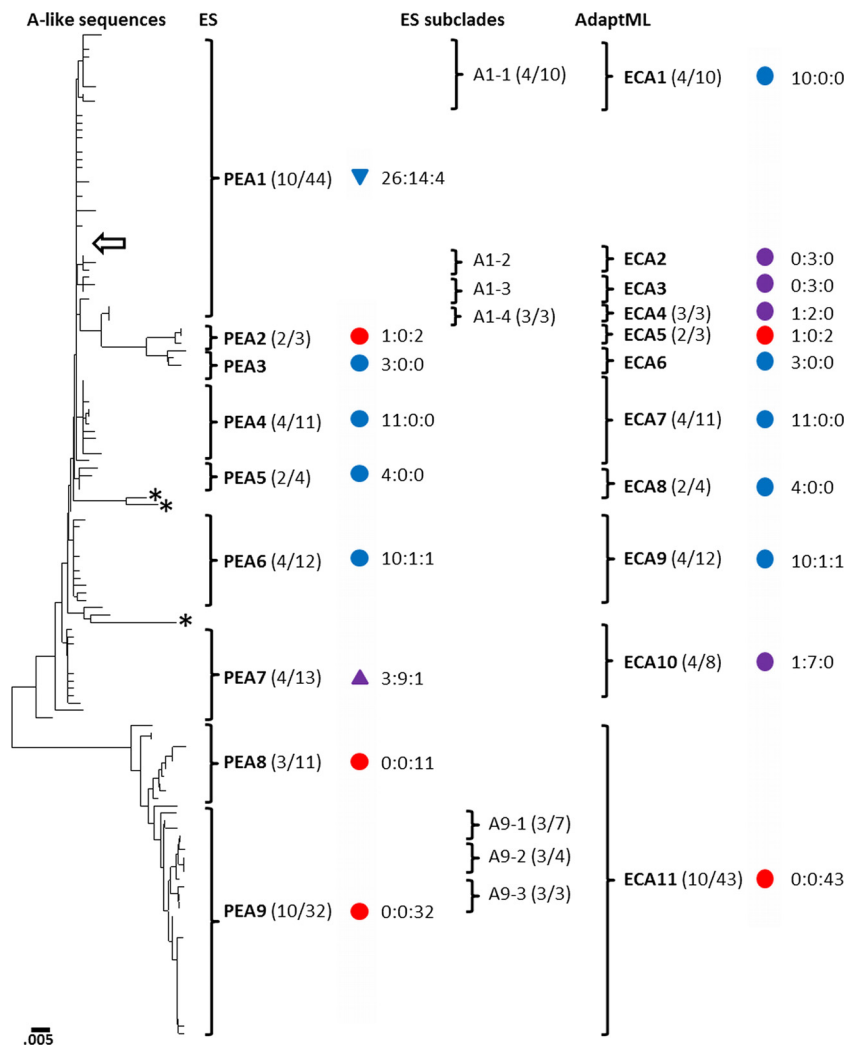 A-like sequences ES ES subclades AdaptML
A1-1 (4/10) ECA1 (4/10) 10:0:0
PEA1 (10/44) 26:14:4
A1-2 ECA2 0:3:0
A1-3 ECA3 0:3:0
A1-4 (3/3) ECA4 (3/3) 1:2:0
PEA2 (2/3) 1:0:2 ECA5 (2/3) 1:0:2
PEA3 3:0:0 ECA6 3:0:0
PEA4 (4/11) 11:0:0 ECA7 (4/11) 11:0:0
PEA5 (2/4) 4:0:0 ECA8 (2/4) 4:0:0
*
*
PEA6 (4/12) 10:1:1 ECA9 (4/12) 10:1:1
*
PEA7 (4/13) 3:9:1 ECA10 (4/8) 1:7:0
PEA8 (3/11) 0:0:11
A9-1 (3/7)
A9-2 (3/4)
A9-3 (3/3) ECA11 (10/43) 0:0:43
PEA9 (10/32) 0:0:32
.005